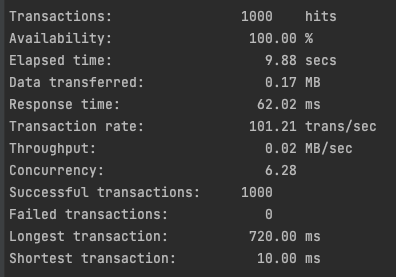 Transactions: 1000 hits
Availability: 100.00 %
Elapsed time: 9.88 secs
Data transferred: 0.17 MB
Response time: 62.02 ms
Transaction rate: 101.21 trans/sec
Throughput: 0.02 MB/sec
Concurrency: 6.28
Successful transactions: 1000
Failed transactions: 0
Longest transaction: 720.00 ms
Shortest transaction: 10.00 ms